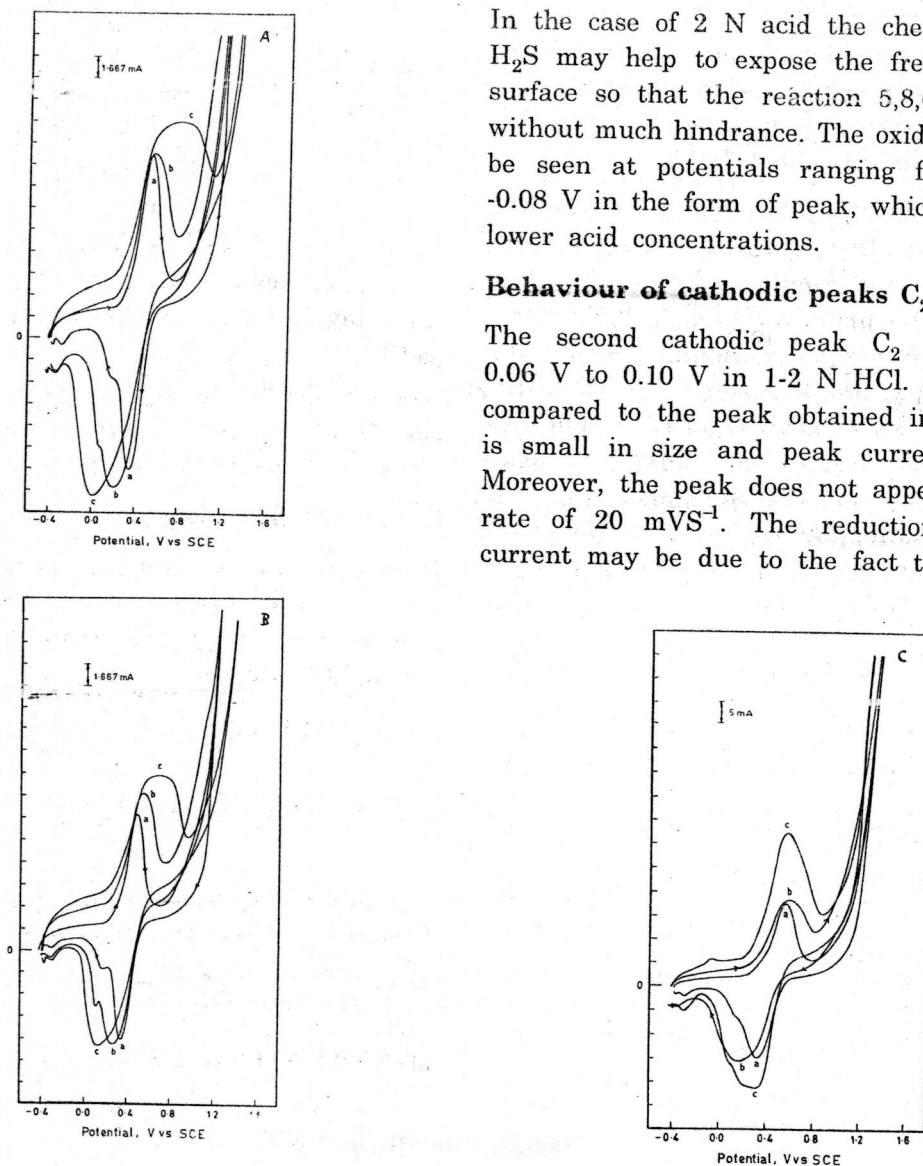 A
1·667 mA
c
b
a
0
a
b
c
-0·4 0·0 0·4 0·8 1·2 1·6
Potential, V vs SCE
B
1·667 mA
c
b
a
0
c b a
-0·4 0·0 0·4 0·8 1·2
Potential, V vs SCE
In the case of 2 N acid the che
H₂S may help to expose the fre
surface so that the reaction 5,8,
without much hindrance. The oxid
be seen at potentials ranging f
-0.08 V in the form of peak, whic
lower acid concentrations.
Behaviour of cathodic peaks C₂
The second cathodic peak C₂
0.06 V to 0.10 V in 1-2 N HCl.
compared to the peak obtained in
is small in size and peak curre
Moreover, the peak does not appe
rate of 20 mVS⁻¹. The reduction
current may be due to the fact t
C
5 mA
c
b
a
0
b a
c
-0·4 0·0 0·4 0·8 1·2 1·6
Potential, V vs SCE